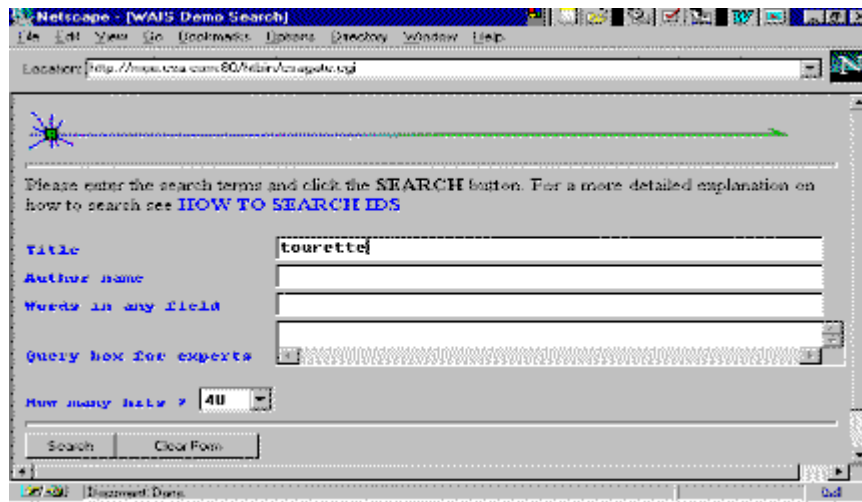 Netscape - [WAIS Demo Search]
File Edit View Go Bookmarks Options Directory Window Help
Location:
N
Please enter the search terms and click the SEARCH button. For a more detailed explanation on
how to search see HOW TO SEARCH IDS
Title tourette
Author name
Words in any field
Query box for experts
How many hits ? 40
Search Clear Form
Document: Done